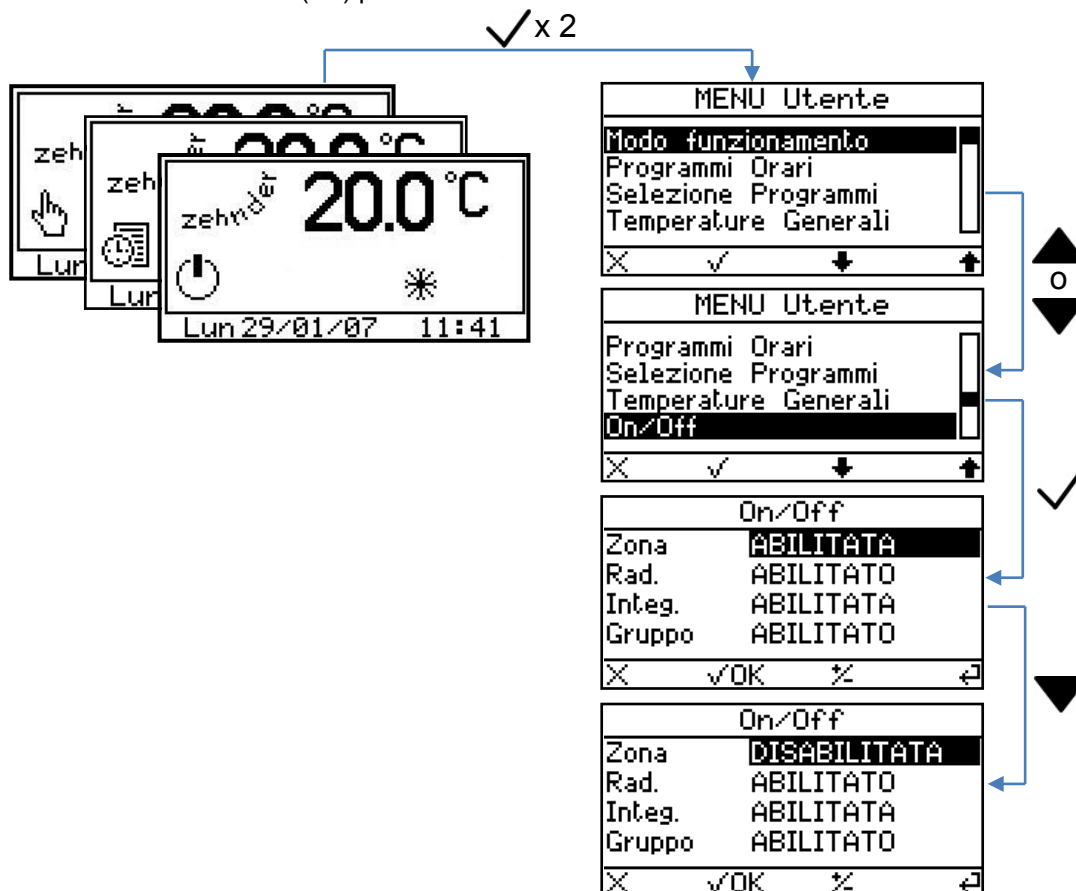 ✓ x 2
zeh
Lun
zeh
Lun
zehnder
20.0 °C
Lun 29/01/07 11:41
MENU Utente
Modo funzionamento
Programmi Orari
Selezione Programmi
Temperature Generali
X ✓ 🡇 🡅
o
MENU Utente
Programmi Orari
Selezione Programmi
Temperature Generali
On/Off
X ✓ 🡇 🡅
On/Off
Zona ABILITATA
Rad. ABILITATO
Integ. ABILITATA
Gruppo ABILITATO
X ✓OK +/- ↵
On/Off
Zona DISABILITATA
Rad. ABILITATO
Integ. ABILITATA
Gruppo ABILITATO
X ✓OK +/- ↵